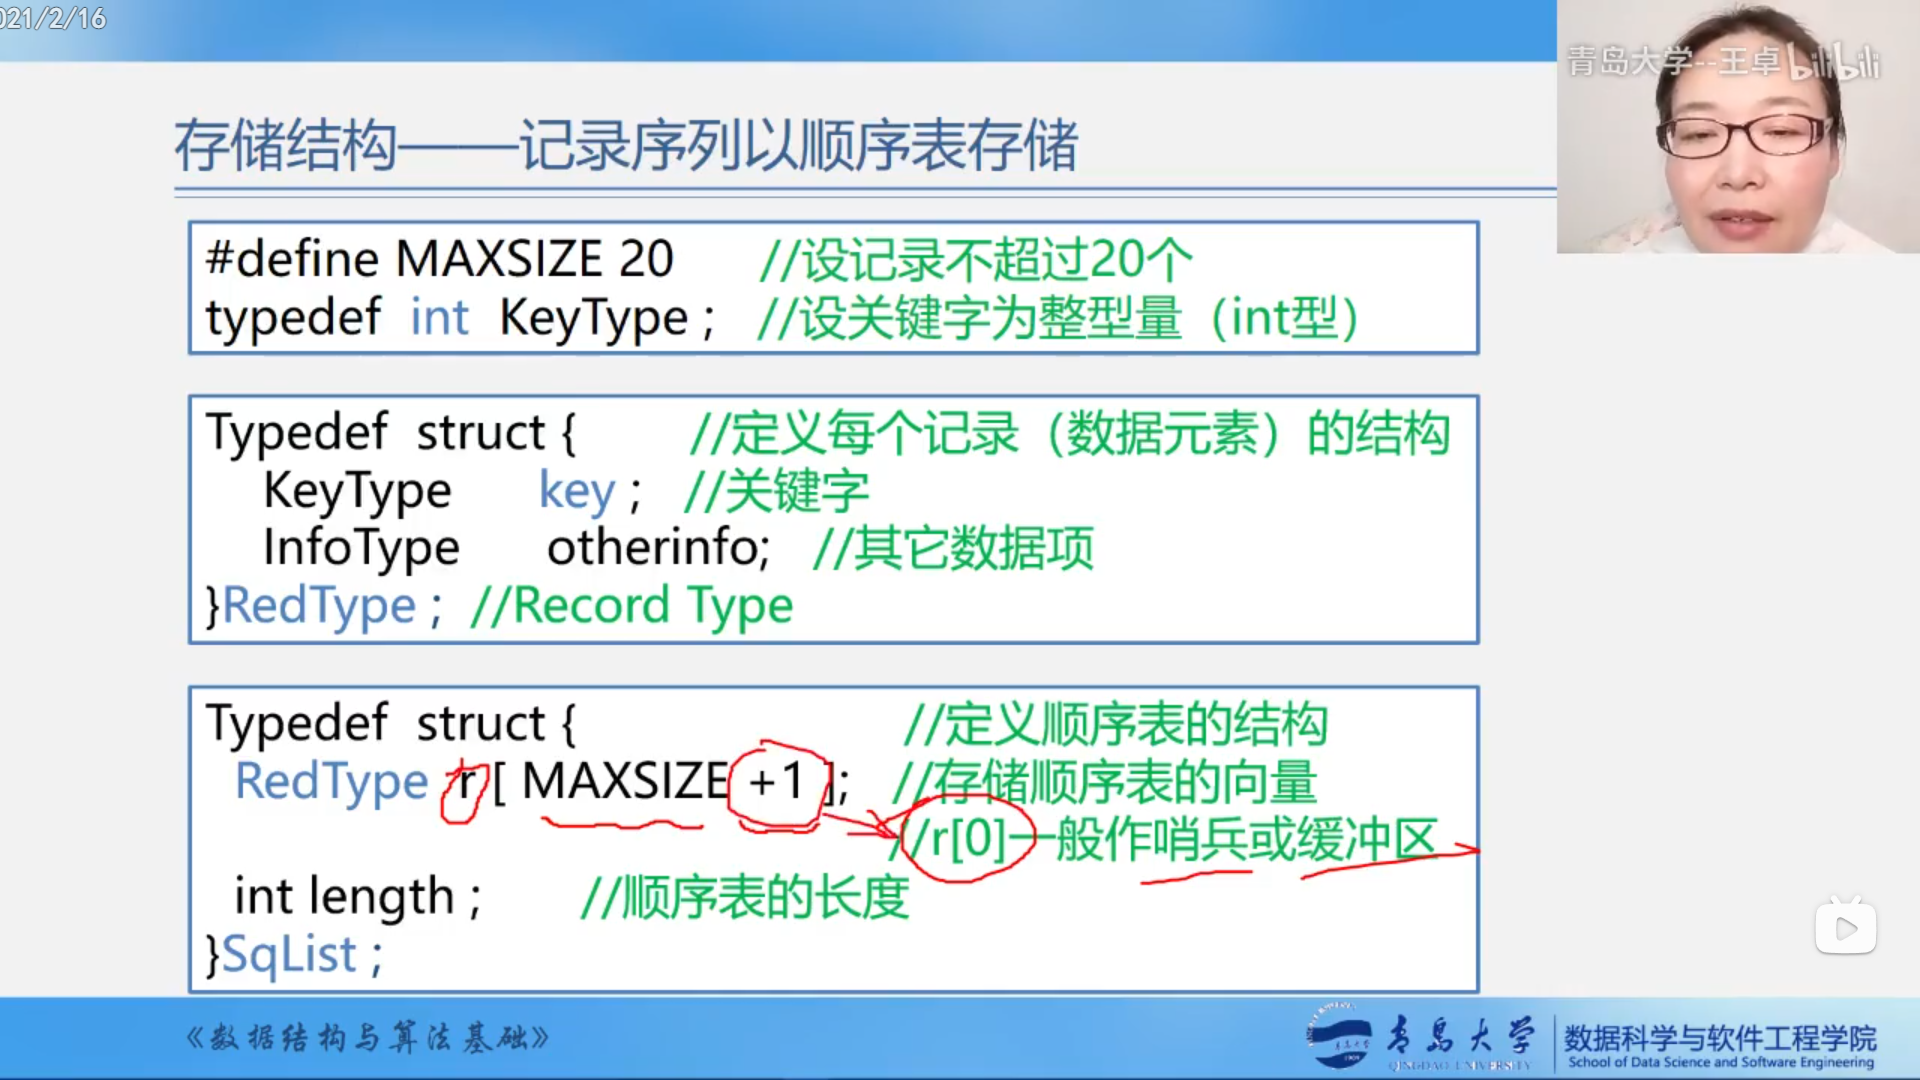 021/2/16
青岛大学--王卓 bilibili
存储结构——记录序列以顺序表存储
#define MAXSIZE 20 //设记录不超过20个
typedef int KeyType ; //设关键字为整型量（int型）
Typedef struct { //定义每个记录（数据元素）的结构
KeyType key ; //关键字
InfoType otherinfo; //其它数据项
}RedType ; //Record Type
Typedef struct { //定义顺序表的结构
RedType r [ MAXSIZE +1 ]; //存储顺序表的向量
//r[0]一般作哨兵或缓冲区
int length ; //顺序表的长度
}SqList ;
《数据结构与算法基础》
青岛大学
QINGDAO UNIVERSITY
数据科学与软件工程学院
School of Data Science and Software Engineering